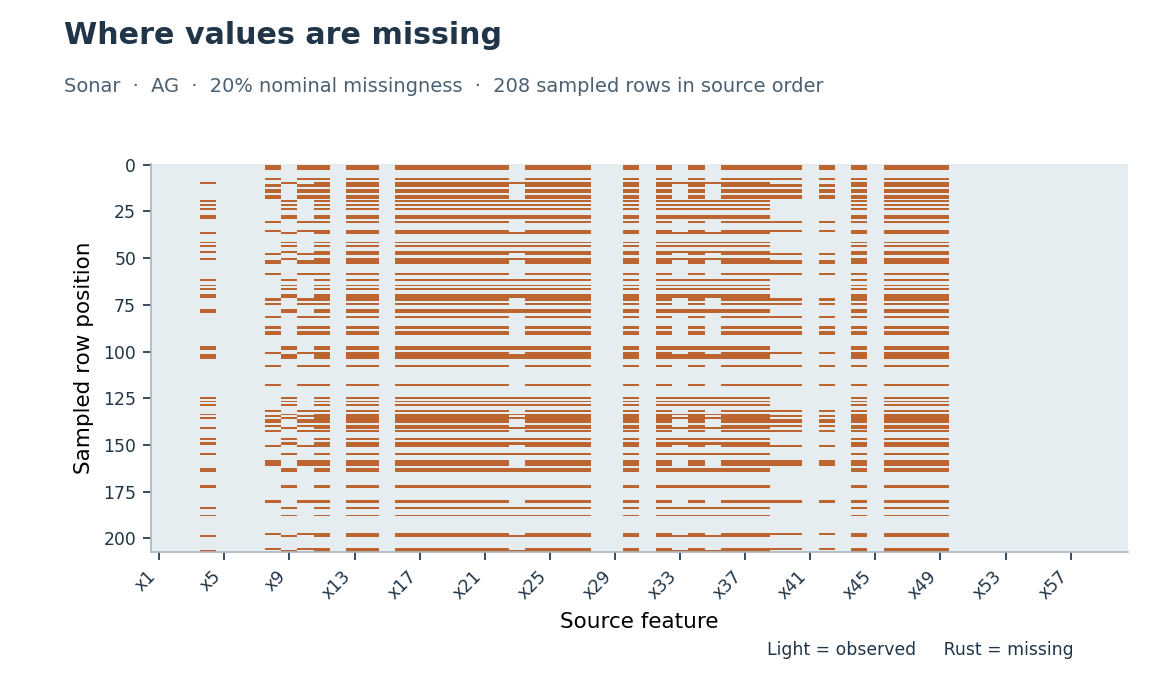 Where values are missing
Sonar · AG · 20% nominal missingness · 208 sampled rows in source order
0
25
50
75
100
125
150
175
200
Sampled row position
x1 x5 x9 x13 x17 x21 x25 x29 x33 x37 x41 x45 x49 x53 x57
Source feature
Light = observed Rust = missing